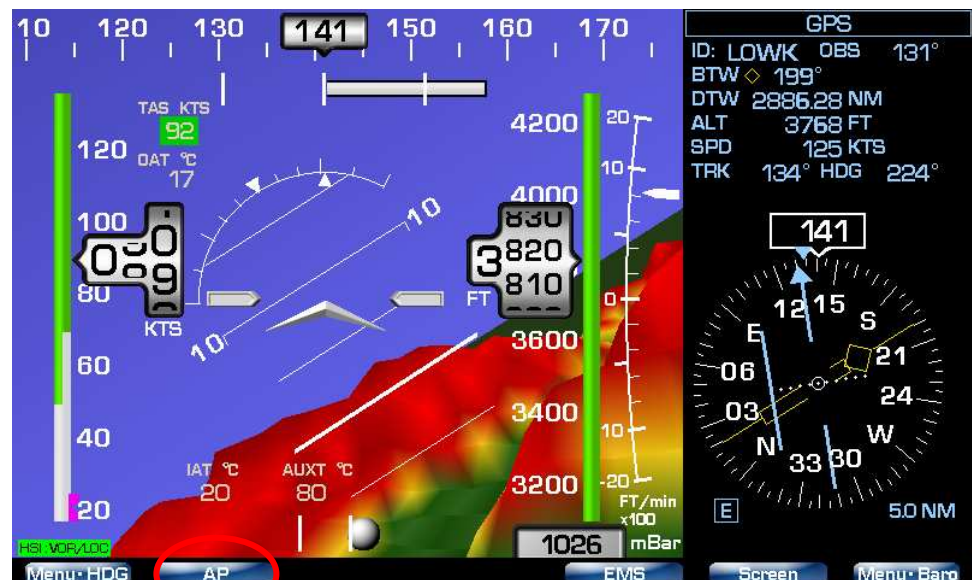 10 120 130 141 150 160 170
TAS KTS
92
OAT °C
17
120
100
80
60
40
20
KTS
10
10
4200
4000
3600
3400
3200
830
3 820
810
FT
20
10
0
10
-20
FT/min
x100
IAT °C
20
AUXT °C
80
1026 mBar
HSI:VOR/LOC
GPS
ID: LOWK OBS 131°
BTW 199°
DTW 2886.28 NM
ALT 3768 FT
SPD 125 KTS
TRK 134° HDG 224°
141
12 15 S 21 24 W 30 33 N 03 06 E
E
5.0 NM
Menu·HDG AP EMS Screen Menu·Baro